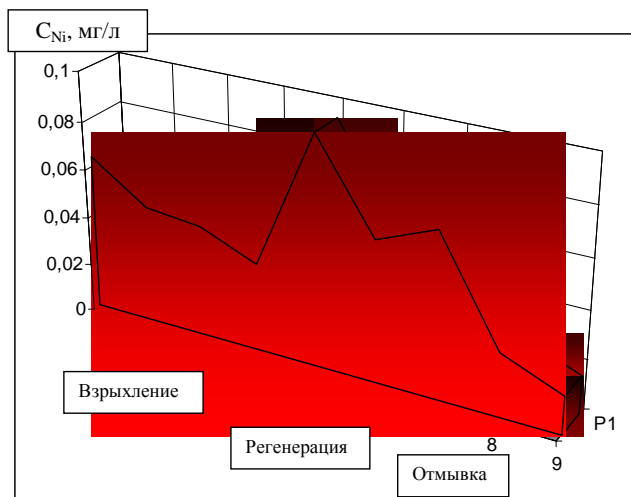 C_Ni, мг/л
0,1
0,08
0,06
0,04
0,02
0
Взрыхление
Регенерация
Отмывка
8
9
P1